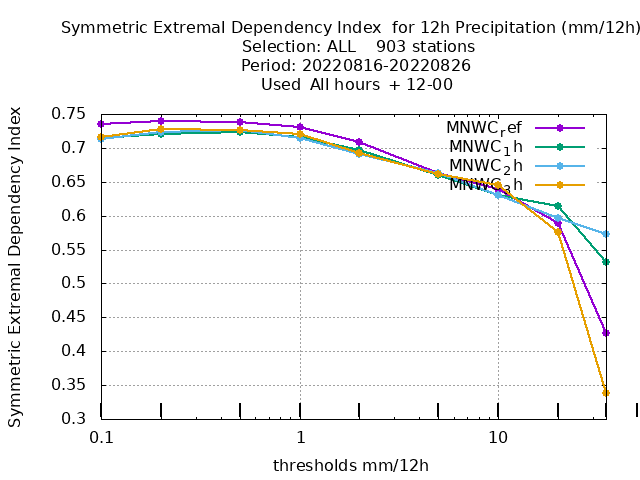 Symmetric Extremal Dependency Index  for 12h Precipitation (mm/12h)
Selection: ALL    903 stations
Period: 20220816-20220826
Used  All hours  + 12-00
Symmetric Extremal Dependency Index
0.75
0.7
0.65
0.6
0.55
0.5
0.45
0.4
0.35
0.3
MNWC_ref
MNWC_1h
MNWC_2h
MNWC_3h
0.1
1
10
thresholds mm/12h